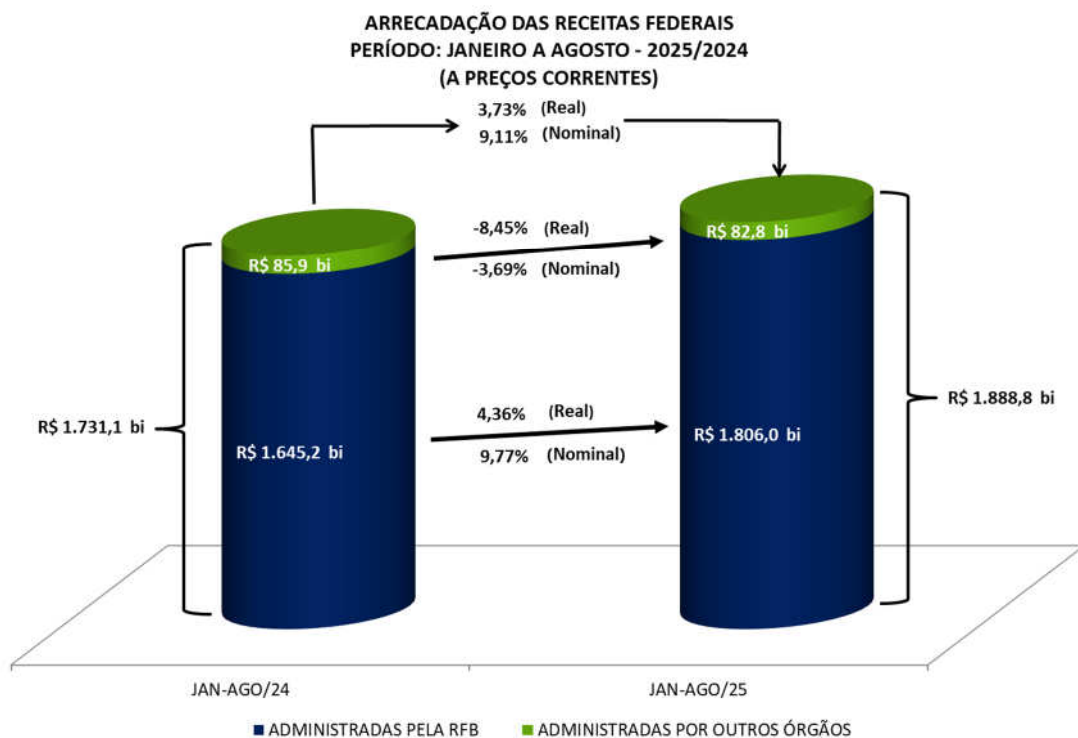 ARRECADAÇÃO DAS RECEITAS FEDERAIS
PERÍODO: JANEIRO A AGOSTO - 2025/2024
(A PREÇOS CORRENTES)
3,73% (Real)
9,11% (Nominal)
-8,45% (Real)
-3,69% (Nominal)
R$ 85,9 bi
R$ 82,8 bi
4,36% (Real)
9,77% (Nominal)
R$ 1.731,1 bi
R$ 1.645,2 bi
R$ 1.806,0 bi
R$ 1.888,8 bi
JAN-AGO/24
JAN-AGO/25
ADMINISTRADAS PELA RFB
ADMINISTRADAS POR OUTROS ÓRGÃOS